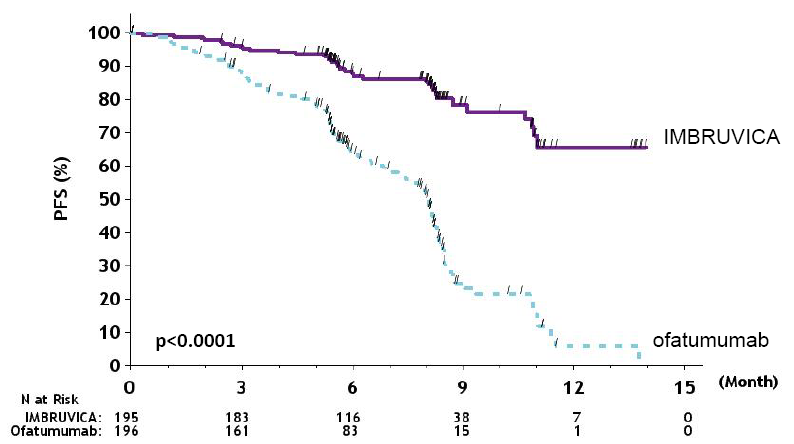 100
90
80
70
60
50
40
30
20
10
0
PFS (%)
IMBRUVICA
ofatumumab
p<0.0001
0 3 6 9 12 15 (Month)
N at Risk
IMBRUVICA: 195 183 116 38 7 0
Ofatumumab: 196 161 83 15 1 0